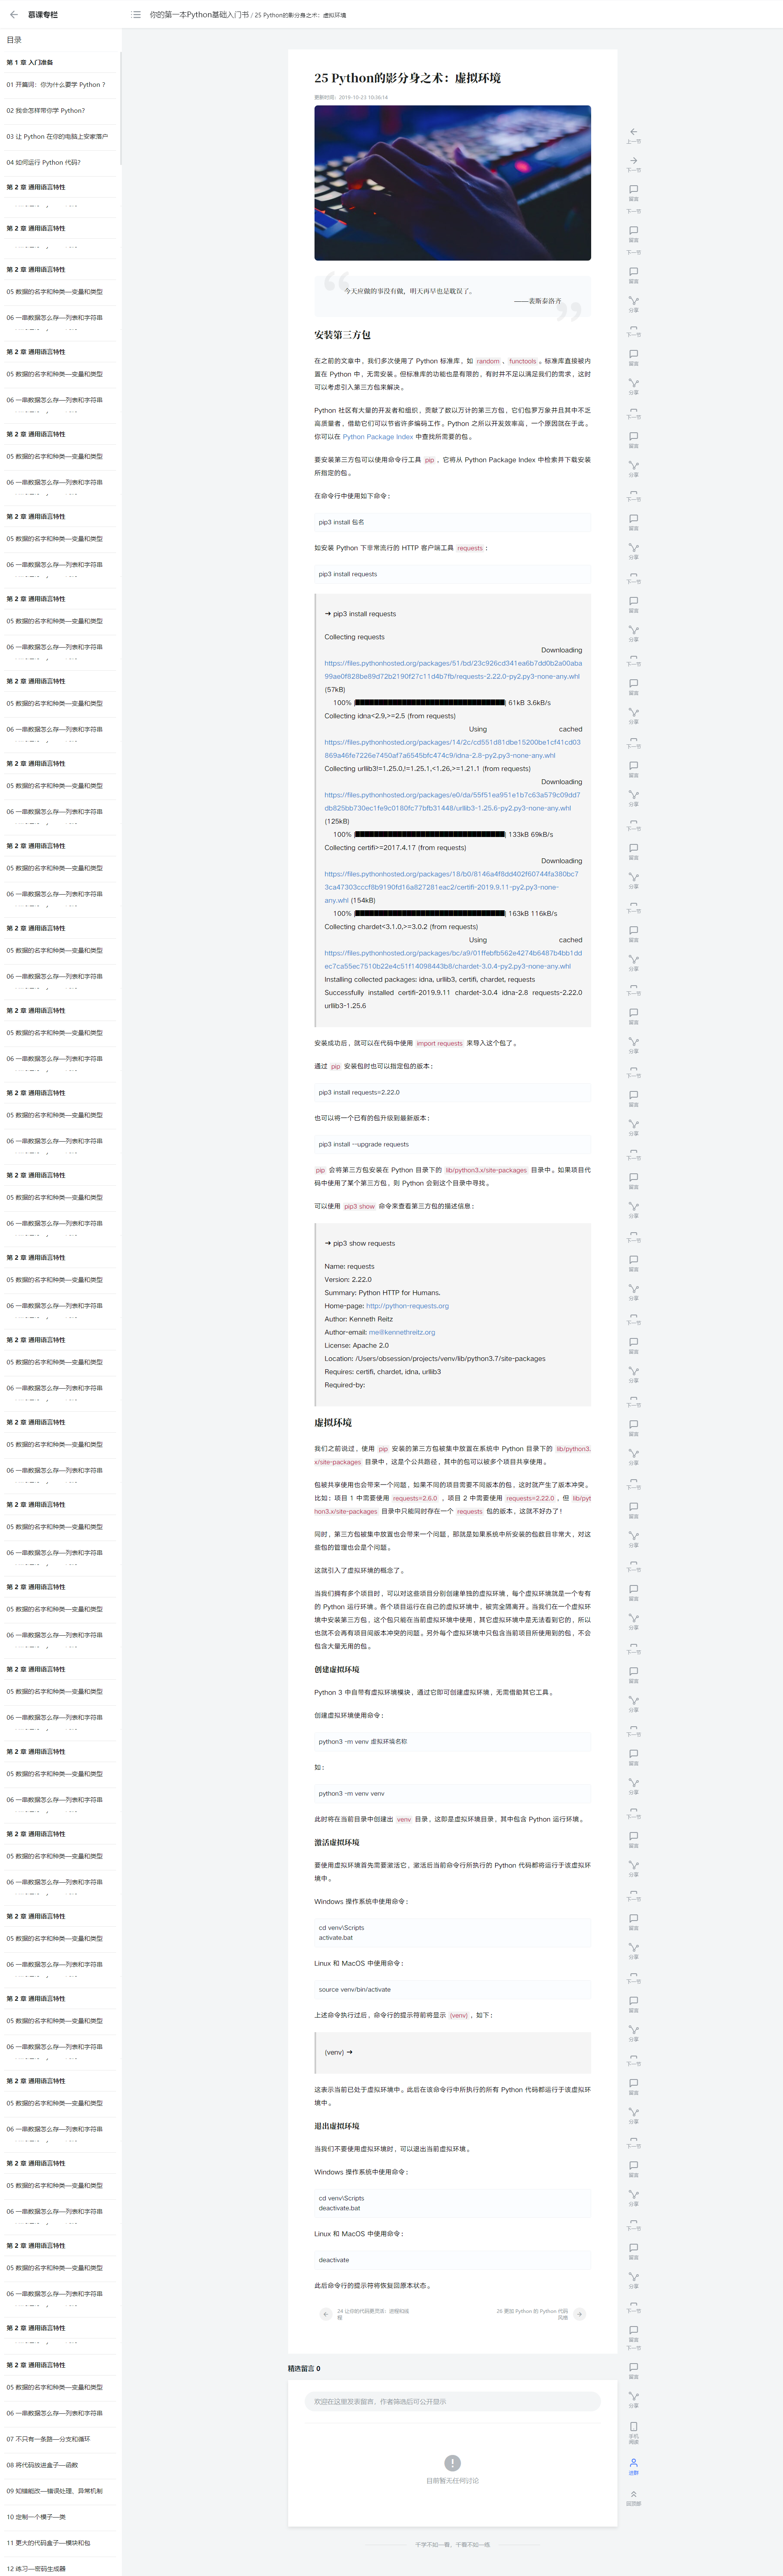 慕课专栏
你的第一本Python基础入门书 / 25 Python的影分身之术：虚拟环境
目录
第 1 章 入门准备
01 开篇词：你为什么要学 Python ？
02 我会怎样带你学 Python？
03 让 Python 在你的电脑上安家落户
04 如何运行 Python 代码？
第 2 章 通用语言特性
第 2 章 通用语言特性
第 2 章 通用语言特性
05 数据的名字和种类—变量和类型
06 一串数据怎么存—列表和字符串
07 不只有一条路—分支和循环
08 将代码放进盒子—函数
09 知错能改—错误处理、异常机制
10 定制一个模子—类
11 更大的代码盒子—模块和包
12 练习—密码生成器
25 Python的影分身之术：虚拟环境
更新时间：2019-10-23 10:36:14
今天应做的事没有做，明天再早也是耽误了。
——裴斯泰洛齐
安装第三方包
在之前的文章中，我们多次使用了 Python 标准库，如 random 、 functools 。标准库直接被内
置在 Python 中，无需安装。但标准库的功能也是有限的，有时并不足以满足我们的需求，这时
可以考虑引入第三方包来解决。
Python 社区有大量的开发者和组织，贡献了数以万计的第三方包，它们包罗万象并且其中不乏
高质量者，借助它们可以节省许多编码工作。Python 之所以开发效率高，一个原因就在于此。
你可以在 Python Package Index 中查找所需要的包。
要安装第三方包可以使用命令行工具 pip ，它将从 Python Package Index 中检索并下载安装
所指定的包。
在命令行中使用如下命令：
pip3 install 包名
如安装 Python 下非常流行的 HTTP 客户端工具 requests ：
pip3 install requests
➜ pip3 install requests
Collecting requests
Downloading
https://files.pythonhosted.org/packages/51/bd/23c926cd341ea6b7dd0b2a00aba
99ae0f828be89d72b2190f27c11d4b7fb/requests-2.22.0-py2.py3-none-any.whl
(57kB)
100% |████████████████████████████████| 61kB 3.6kB/s
Collecting idna<2.9,>=2.5 (from requests)
Using cached
https://files.pythonhosted.org/packages/14/2c/cd551d81dbe15200be1cf41cd03
869a46fe7226e7450af7a6545bfc474c9/idna-2.8-py2.py3-none-any.whl
Collecting urllib3!=1.25.0,!=1.25.1,<1.26,>=1.21.1 (from requests)
Downloading
https://files.pythonhosted.org/packages/e0/da/55f51ea951e1b7c63a579c09dd7
db825bb730ec1fe9c0180fc77bfb31448/urllib3-1.25.6-py2.py3-none-any.whl
(125kB)
100% |████████████████████████████████| 133kB 69kB/s
Collecting certifi>=2017.4.17 (from requests)
Downloading
https://files.pythonhosted.org/packages/18/b0/8146a4f8dd402f60744fa380bc7
3ca47303cccf8b9190fd16a827281eac2/certifi-2019.9.11-py2.py3-none-
any.whl (154kB)
100% |████████████████████████████████| 163kB 116kB/s
Collecting chardet<3.1.0,>=3.0.2 (from requests)
Using cached
https://files.pythonhosted.org/packages/bc/a9/01ffebfb562e4274b6487b4bb1dd
ec7ca55ec7510b22e4c51f14098443b8/chardet-3.0.4-py2.py3-none-any.whl
Installing collected packages: idna, urllib3, certifi, chardet, requests
Successfully installed certifi-2019.9.11 chardet-3.0.4 idna-2.8 requests-2.22.0
urllib3-1.25.6
安装成功后，就可以在代码中使用 import requests 来导入这个包了。
通过 pip 安装包时也可以指定包的版本：
pip3 install requests=2.22.0
也可以将一个已有的包升级到最新版本：
pip3 install --upgrade requests
pip 会将第三方包安装在 Python 目录下的 lib/python3.x/site-packages 目录中。如果项目代
码中使用了某个第三方包，则 Python 会到这个目录中寻找。
可以使用 pip3 show 命令来查看第三方包的描述信息：
➜ pip3 show requests
Name: requests
Version: 2.22.0
Summary: Python HTTP for Humans.
Home-page: http://python-requests.org
Author: Kenneth Reitz
Author-email: me@kennethreitz.org
License: Apache 2.0
Location: /Users/obsession/projects/venv/lib/python3.7/site-packages
Requires: certifi, chardet, idna, urllib3
Required-by:
虚拟环境
我们之前说过，使用 pip 安装的第三方包被集中放置在系统中 Python 目录下的 lib/python3.
x/site-packages 目录中，这是个公共路径，其中的包可以被多个项目共享使用。
包被共享使用也会带来一个问题，如果不同的项目需要不同版本的包，这时就产生了版本冲突。
比如：项目 1 中需要使用 requests=2.6.0 ，项目 2 中需要使用 requests=2.22.0 ，但 lib/pyt
hon3.x/site-packages 目录中只能同时存在一个 requests 包的版本，这就不好办了！
同时，第三方包被集中放置也会带来一个问题，那就是如果系统中所安装的包数目非常大，对这
些包的管理也会是个问题。
这就引入了虚拟环境的概念了。
当我们拥有多个项目时，可以对这些项目分别创建单独的虚拟环境，每个虚拟环境就是一个专有
的 Python 运行环境。各个项目运行在自己的虚拟环境中，被完全隔离开。当我们在一个虚拟环
境中安装第三方包，这个包只能在当前虚拟环境中使用，其它虚拟环境中是无法看到它的，所以
也就不会再有项目间版本冲突的问题。另外每个虚拟环境中只包含当前项目所使用到的包，不会
包含大量无用的包。
创建虚拟环境
Python 3 中自带有虚拟环境模块，通过它即可创建虚拟环境，无需借助其它工具。
创建虚拟环境使用命令：
python3 -m venv 虚拟环境名称
如：
python3 -m venv venv
此时将在当前目录中创建出 venv 目录，这即是虚拟环境目录，其中包含 Python 运行环境。
激活虚拟环境
要使用虚拟环境首先需要激活它，激活后当前命令行所执行的 Python 代码都将运行于该虚拟环
境中。
Windows 操作系统中使用命令：
cd venv\Scripts
activate.bat
Linux 和 MacOS 中使用命令：
source venv/bin/activate
上述命令执行过后，命令行的提示符前将显示 (venv) ，如下：
(venv) ➜
这表示当前已处于虚拟环境中。此后在该命令行中所执行的所有 Python 代码都运行于该虚拟环
境中。
退出虚拟环境
当我们不要使用虚拟环境时，可以退出当前虚拟环境。
Windows 操作系统中使用命令：
cd venv\Scripts
deactivate.bat
Linux 和 MacOS 中使用命令：
deactivate
此后命令行的提示符将恢复回原本状态。
24 让你的代码更灵活：进程和线
程
26 更加 Python 的 Python 代码
风格
精选留言 0
欢迎在这里发表留言，作者筛选后可公开显示
目前暂无任何讨论
千学不如一看，千看不如一练
上一节
下一节
留言
分享
手机
阅读
进群
回顶部